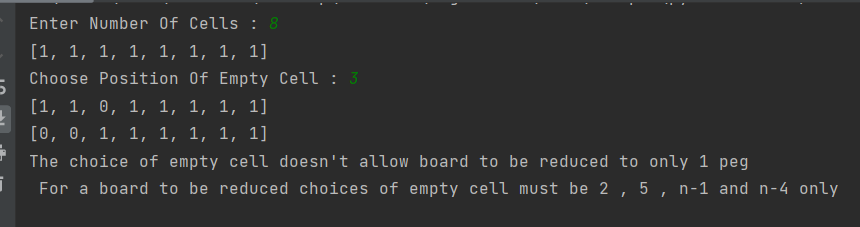 Enter Number Of Cells : 8
[1, 1, 1, 1, 1, 1, 1, 1]
Choose Position Of Empty Cell : 3
[1, 1, 0, 1, 1, 1, 1, 1]
[0, 0, 1, 1, 1, 1, 1, 1]
The choice of empty cell doesn't allow board to be reduced to only 1 peg
For a board to be reduced choices of empty cell must be 2 , 5 , n-1 and n-4 only